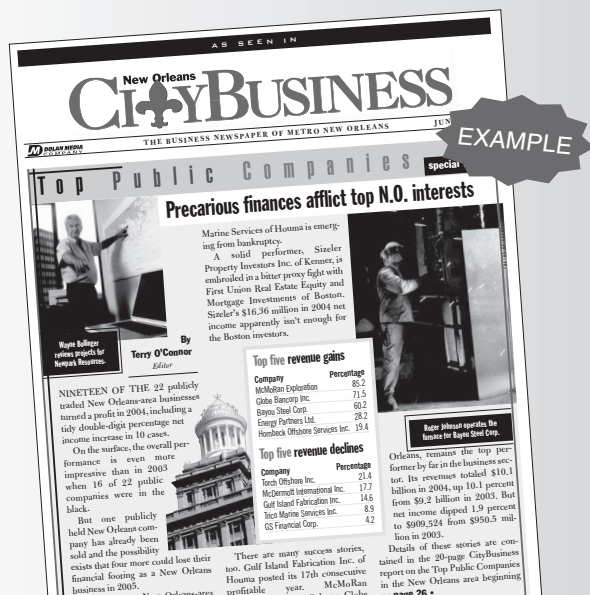 AS SEEN IN
New Orleans
CITYBUSINESS
M DOLAN MEDIA
COMPANY
THE BUSINESS NEWSPAPER OF METRO NEW ORLEANS
JUN
EXAMPLE
Top Public Companies
special
Precarious finances afflict top N.O. interests
Wayne Bollinger
reviews projects for
Newpark Resources.
By
Terry O'Connor
Editor
NINETEEN OF THE 22 publicly
traded New Orleans-area businesses
turned a profit in 2004, including a
tidy double-digit percentage net
income increase in 10 cases.
On the surface, the overall per-
formance is even more
impressive than in 2003
when 16 of 22 public
companies were in the
black.
But one publicly
held New Orleans com-
pany has already been
sold and the possibility
exists that four more could lose their
financial footing as a New Orleans
business in 2005.
New Orleans-area
Marine Services of Houma is emerg-
ing from bankruptcy.
A solid performer, Sizeler
Property Investors Inc. of Kenner, is
embroiled in a bitter proxy fight with
First Union Real Estate Equity and
Mortgage Investments of Boston.
Sizeler's $16.36 million in 2004 net
income apparently isn't enough for
the Boston investors.
Top five revenue gains
Company Percentage
McMoRan Exploration 85.2
Globe Bancorp Inc. 71.5
Bayou Steel Corp. 60.2
Energy Partners Ltd. 28.2
Hornbeck Offshore Services Inc. 19.4
Top five revenue declines
Company Percentage
Torch Offshore Inc. 21.4
McDermott International Inc. 17.7
Gulf Island Fabrication Inc. 14.6
Trico Marine Services Inc. 8.9
GS Financial Corp. 4.2
There are many success stories,
too. Gulf Island Fabrication Inc. of
Houma posted its 17th consecutive
profitable year. McMoRan
Globe
Roger Johnson operates the
furnace for Bayou Steel Corp.
Orleans, remains the top per-
former by far in the business sec-
tor. Its revenues totaled $10.1
billion in 2004, up 10.1 percent
from $9.2 billion in 2003. But
net income dipped 1.9 percent
to $909,524 from $950.5 mil-
lion in 2003.
Details of these stories are con-
tained in the 20-page CityBusiness
report on the Top Public Companies
in the New Orleans area beginning
page 26 •